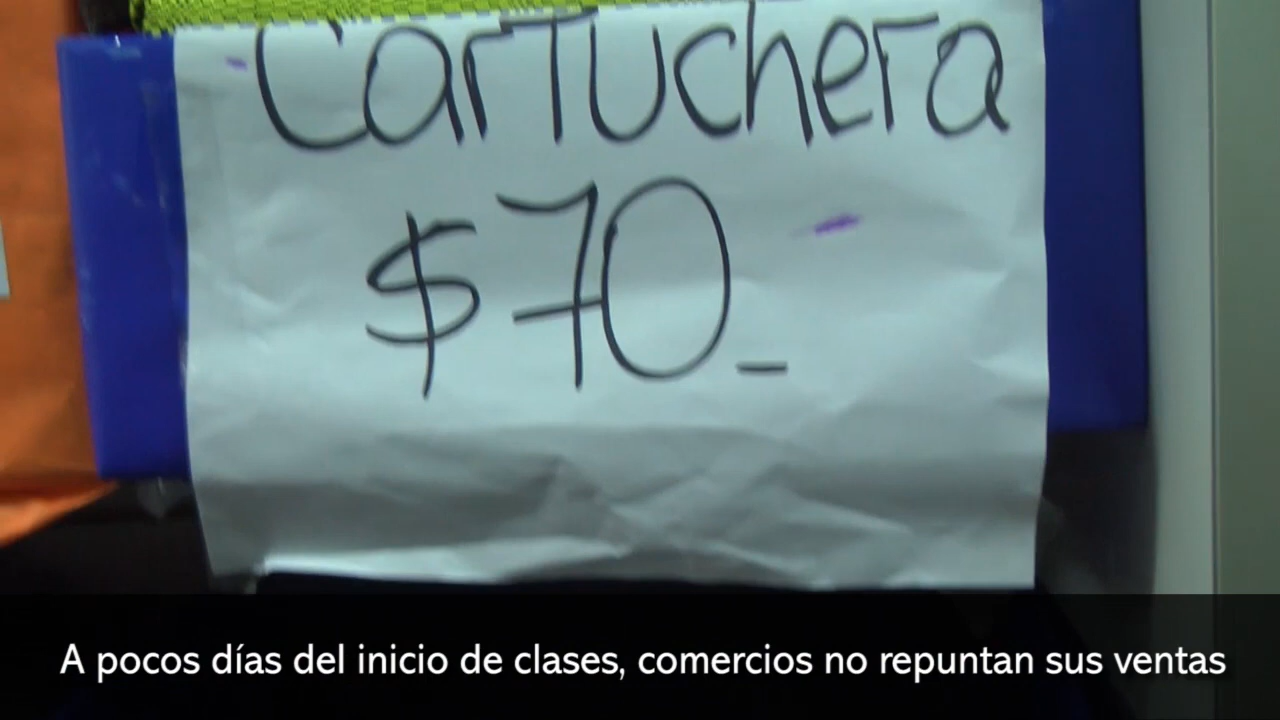 Cartuchera
$70_
A pocos días del inicio de clases, comercios no repuntan sus ventas